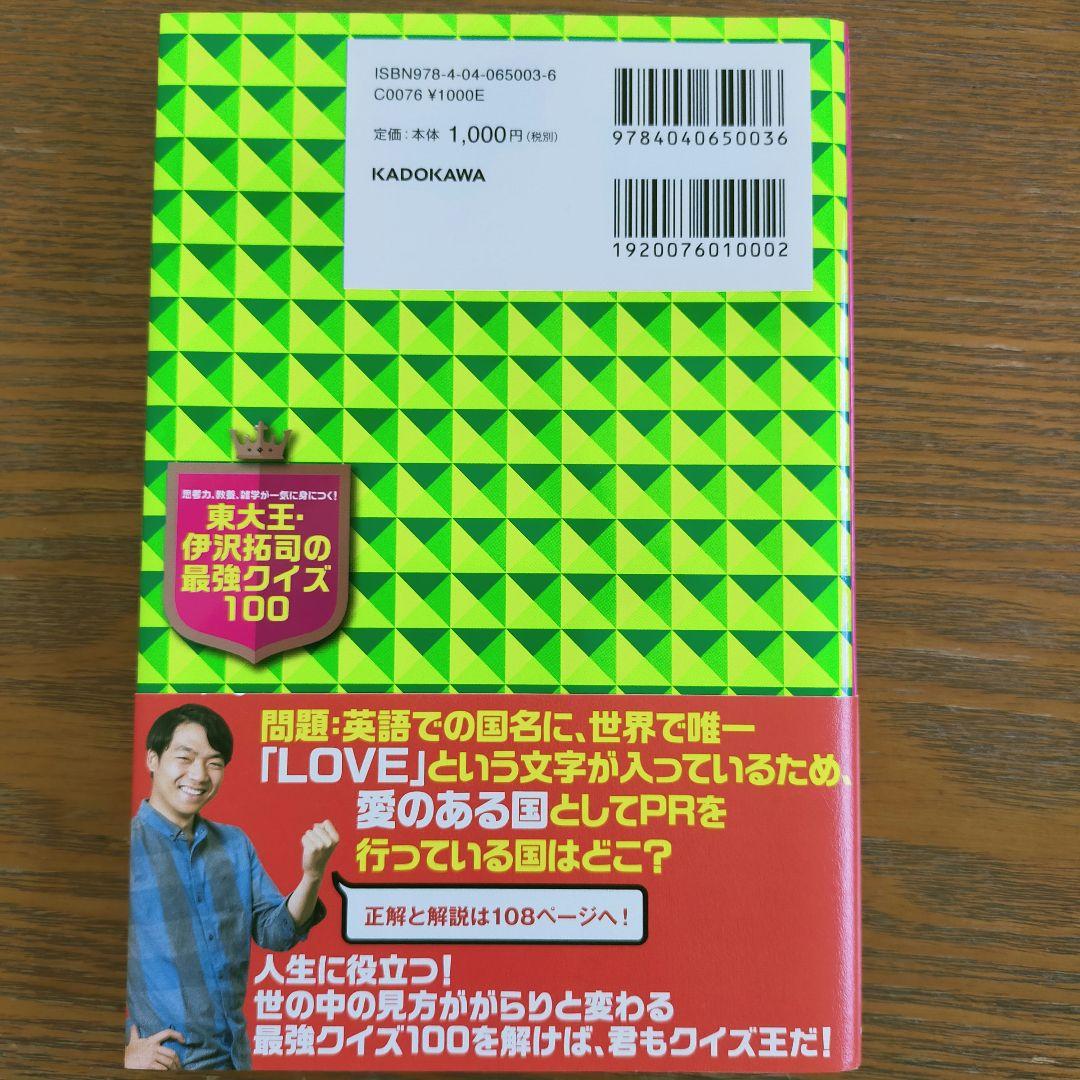 ISBN978-4-04-065003-6
C0076 ¥1000E
定価:本体 1,000円(税別)
KADOKAWA
9784040650036
1920076010002
思考力、教養、雑学が一気に身につく!
東大王・
伊沢拓司の
最強クイズ
100
問題:英語での国名に、世界で唯一
「LOVE」という文字が入っているため、
愛のある国としてPRを
行っている国はどこ?
正解と解説は108ページへ!
人生に役立つ!
世の中の見方ががらりと変わる
最強クイズ100を解けば、君もクイズ王だ!